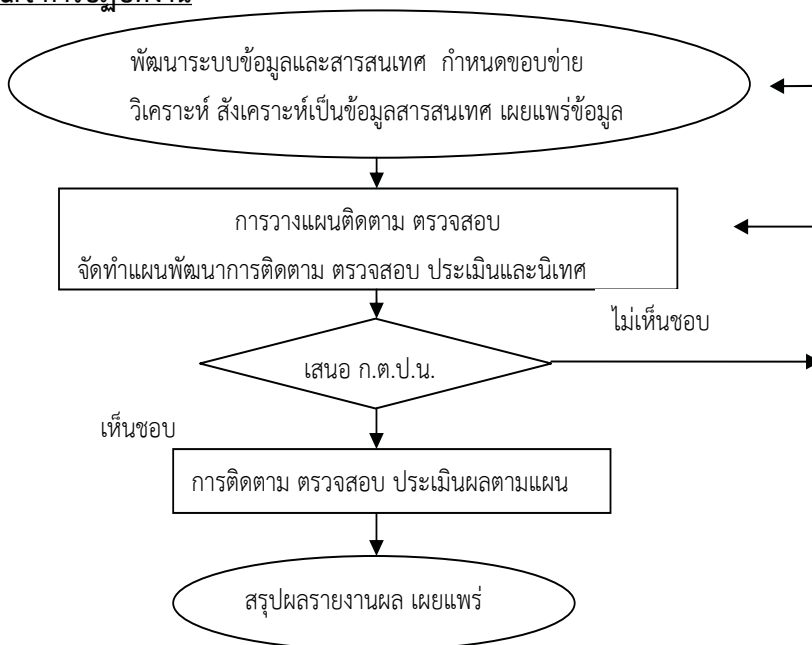 พัฒนาระบบข้อมูลและสารสนเทศ กำหนดขอบข่าย
วิเคราะห์ สังเคราะห์เป็นข้อมูลสารสนเทศ เผยแพร่ข้อมูล
การวางแผนติดตาม ตรวจสอบ
จัดทำแผนพัฒนาการติดตาม ตรวจสอบ ประเมินและนิเทศ
ไม่เห็นชอบ
เสนอ ก.ต.ป.น.
เห็นชอบ
การติดตาม ตรวจสอบ ประเมินผลตามแผน
สรุปผลรายงานผล เผยแพร่